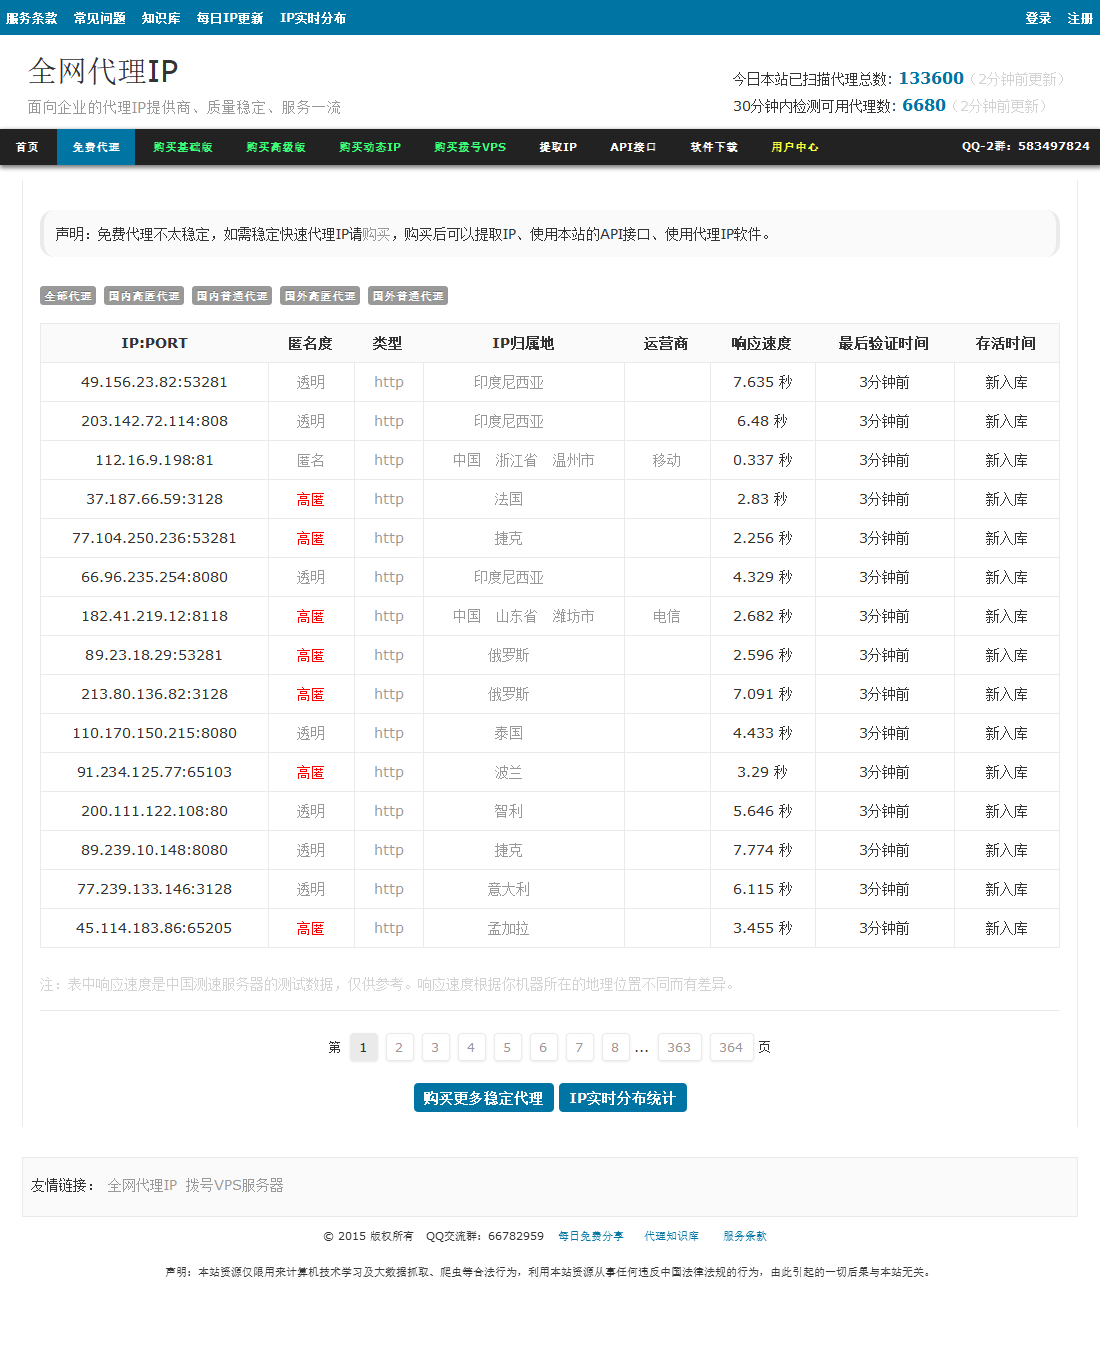 服务条款 常见问题 知识库 每日IP更新 IP实时分布 登录 注册
全网代理IP
面向企业的代理IP提供商、质量稳定、服务一流
今日本站已扫描代理总数：133600（2分钟前更新）
30分钟内检测可用代理数：6680（2分钟前更新）
首页 免费代理 购买基础版 购买高级版 购买动态IP 购买拨号VPS 提取IP API接口 软件下载 用户中心 QQ-2群：583497824
声明：免费代理不太稳定，如需稳定快速代理IP请购买，购买后可以提取IP、使用本站的API接口、使用代理IP软件。
全部代理 国内高匿代理 国内普通代理 国外高匿代理 国外普通代理
IP:PORT 匿名度 类型 IP归属地 运营商 响应速度 最后验证时间 存活时间
49.156.23.82:53281 透明 http 印度尼西亚 7.635 秒 3分钟前 新入库
203.142.72.114:808 透明 http 印度尼西亚 6.48 秒 3分钟前 新入库
112.16.9.198:81 匿名 http 中国 浙江省 温州市 移动 0.337 秒 3分钟前 新入库
37.187.66.59:3128 高匿 http 法国 2.83 秒 3分钟前 新入库
77.104.250.236:53281 高匿 http 捷克 2.256 秒 3分钟前 新入库
66.96.235.254:8080 透明 http 印度尼西亚 4.329 秒 3分钟前 新入库
182.41.219.12:8118 高匿 http 中国 山东省 潍坊市 电信 2.682 秒 3分钟前 新入库
89.23.18.29:53281 高匿 http 俄罗斯 2.596 秒 3分钟前 新入库
213.80.136.82:3128 高匿 http 俄罗斯 7.091 秒 3分钟前 新入库
110.170.150.215:8080 透明 http 泰国 4.433 秒 3分钟前 新入库
91.234.125.77:65103 高匿 http 波兰 3.29 秒 3分钟前 新入库
200.111.122.108:80 透明 http 智利 5.646 秒 3分钟前 新入库
89.239.10.148:8080 透明 http 捷克 7.774 秒 3分钟前 新入库
77.239.133.146:3128 透明 http 意大利 6.115 秒 3分钟前 新入库
45.114.183.86:65205 高匿 http 孟加拉 3.455 秒 3分钟前 新入库
注：表中响应速度是中国测速服务器的测试数据，仅供参考。响应速度根据你机器所在的地理位置不同而有差异。
第 1 2 3 4 5 6 7 8 ... 363 364 页
购买更多稳定代理 IP实时分布统计
友情链接： 全网代理IP 拨号VPS服务器
© 2015 版权所有 QQ交流群：66782959 每日免费分享 代理知识库 服务条款
声明：本站资源仅限用来计算机技术学习及大数据抓取、爬虫等合法行为，利用本站资源从事任何违反中国法律法规的行为，由此引起的一切后果与本站无关。